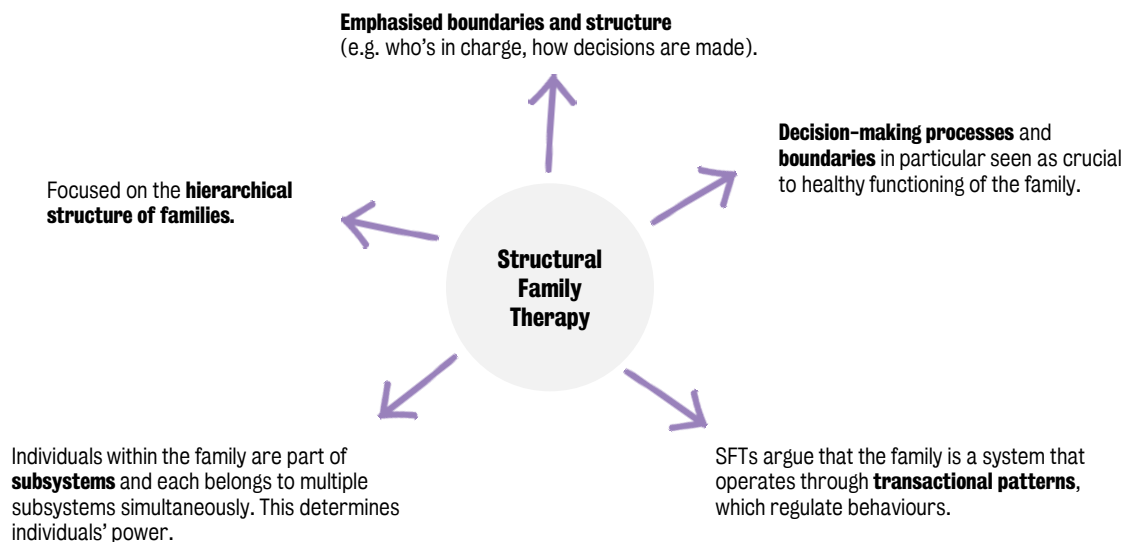 Emphasised boundaries and structure
(e.g. who's in charge, how decisions are made).
Decision-making processes and
boundaries in particular seen as crucial
to healthy functioning of the family.
Focused on the hierarchical
structure of families.
Structural
Family
Therapy
Individuals within the family are part of
subsystems and each belongs to multiple
subsystems simultaneously. This determines
individuals' power.
SFTs argue that the family is a system that
operates through transactional patterns,
which regulate behaviours.